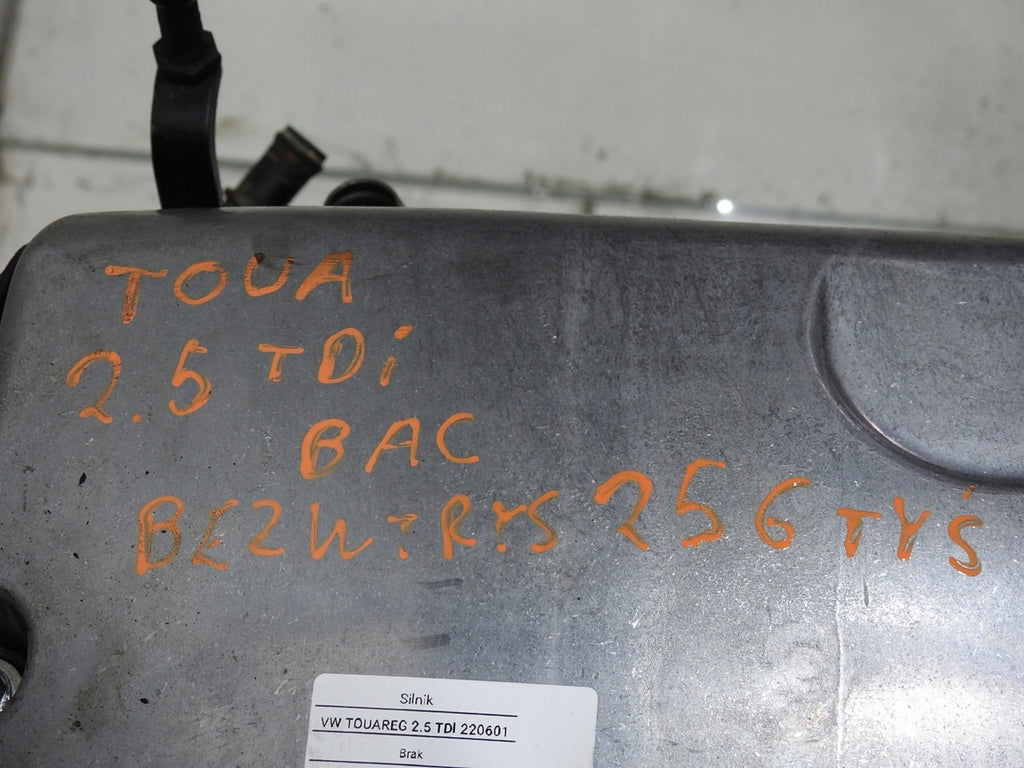 TOUA
2.5 TDi
BAC
BEZWTRYS 256 TYŚ
Silnik
VW TOUAREG 2.5 TDI 220601
Brak